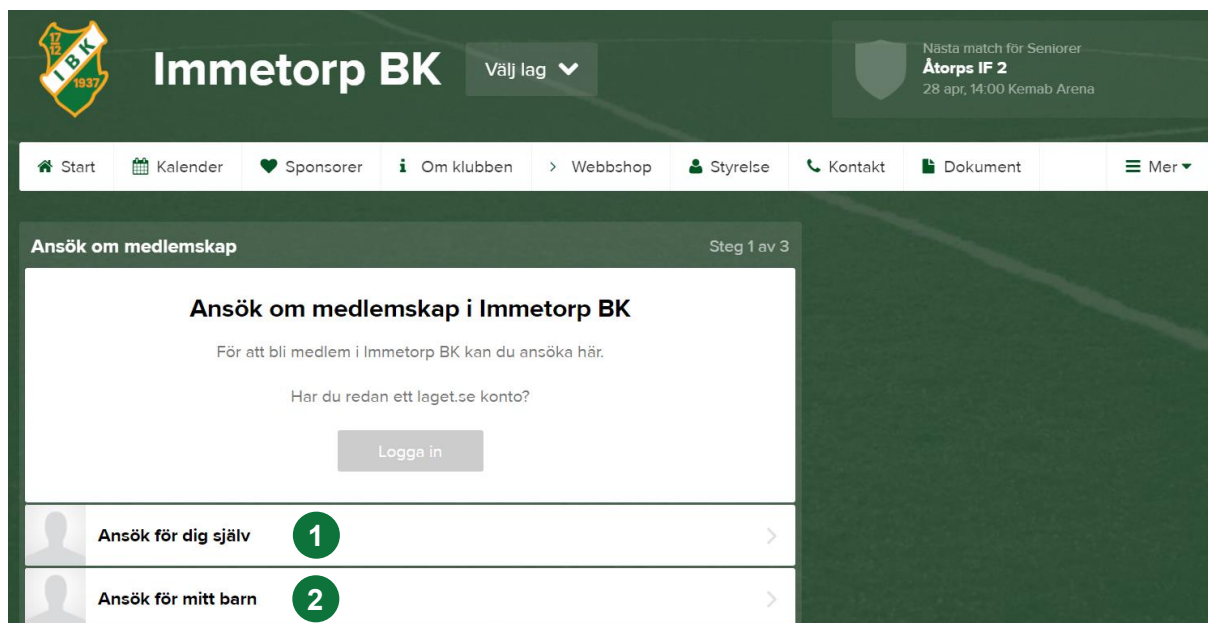 17
12
IBK
1937
Immetorp BK
Välj lag
Nästa match för Seniorer
Åtorps IF 2
28 apr, 14:00 Kemab Arena
Start
Kalender
Sponsorer
Om klubben
Webbshop
Styrelse
Kontakt
Dokument
Mer
Ansök om medlemskap
Steg 1 av 3
Ansök om medlemskap i Immetorp BK
För att bli medlem i Immetorp BK kan du ansöka här.
Har du redan ett laget.se konto?
Logga in
Ansök för dig själv
1
Ansök för mitt barn
2